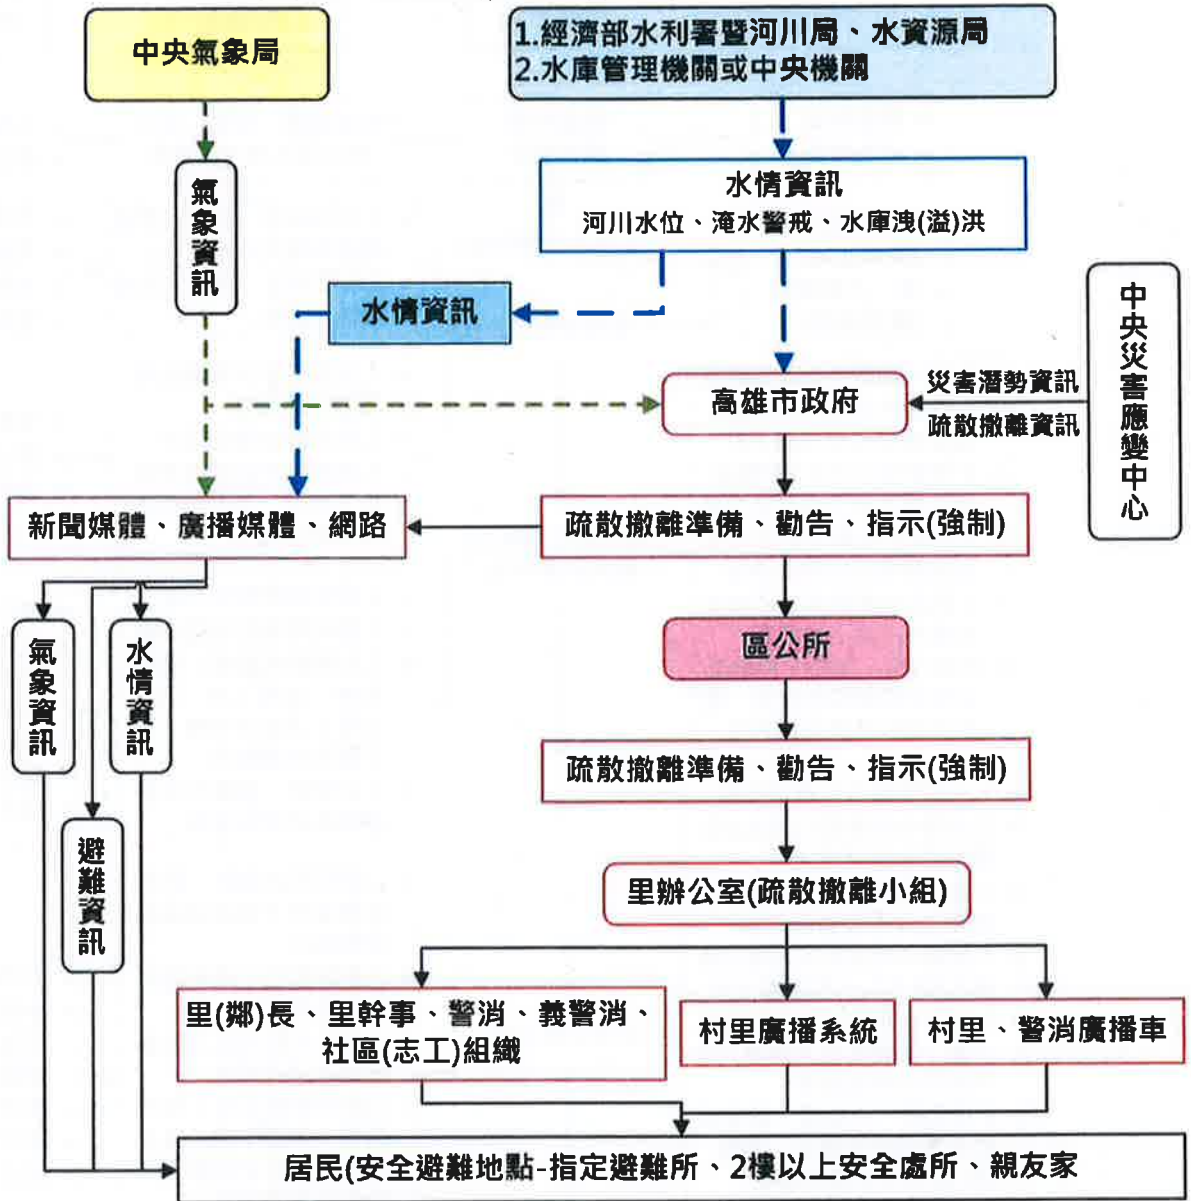 中央氣象局
1.經濟部水利署暨河川局、水資源局
2.水庫管理機關或中央機關
氣象資訊
水情資訊
河川水位、淹水警戒、水庫洩(溢)洪
水情資訊
中央災害應變中心
災害潛勢資訊
疏散撤離資訊
高雄市政府
新聞媒體、廣播媒體、網路
疏散撤離準備、勸告、指示(強制)
氣象資訊
水情資訊
避難資訊
區公所
疏散撤離準備、勸告、指示(強制)
里辦公室(疏散撤離小組)
里(鄰)長、里幹事、警消、義警消、
社區(志工)組織
村里廣播系統
村里、警消廣播車
居民(安全避難地點-指定避難所、2樓以上安全處所、親友家